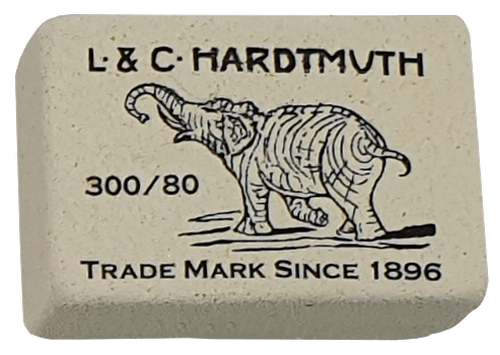 L. & C. HARDTMUTH
300/80
TRADE MARK SINCE 1896